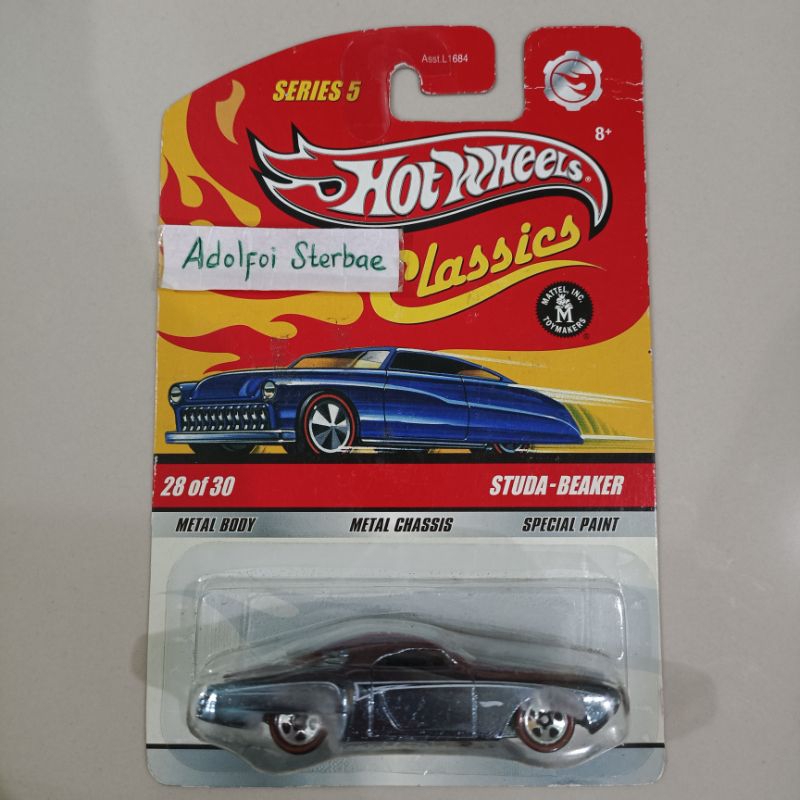 Asst.L1684
SERIES 5
8+
HOT WHEELS®
Adolfoi Sterbae
Classics
MATTEL, INC.
M
TOYMAKERS
®
28 of 30 STUDA-BEAKER
METAL BODY METAL CHASSIS SPECIAL PAINT